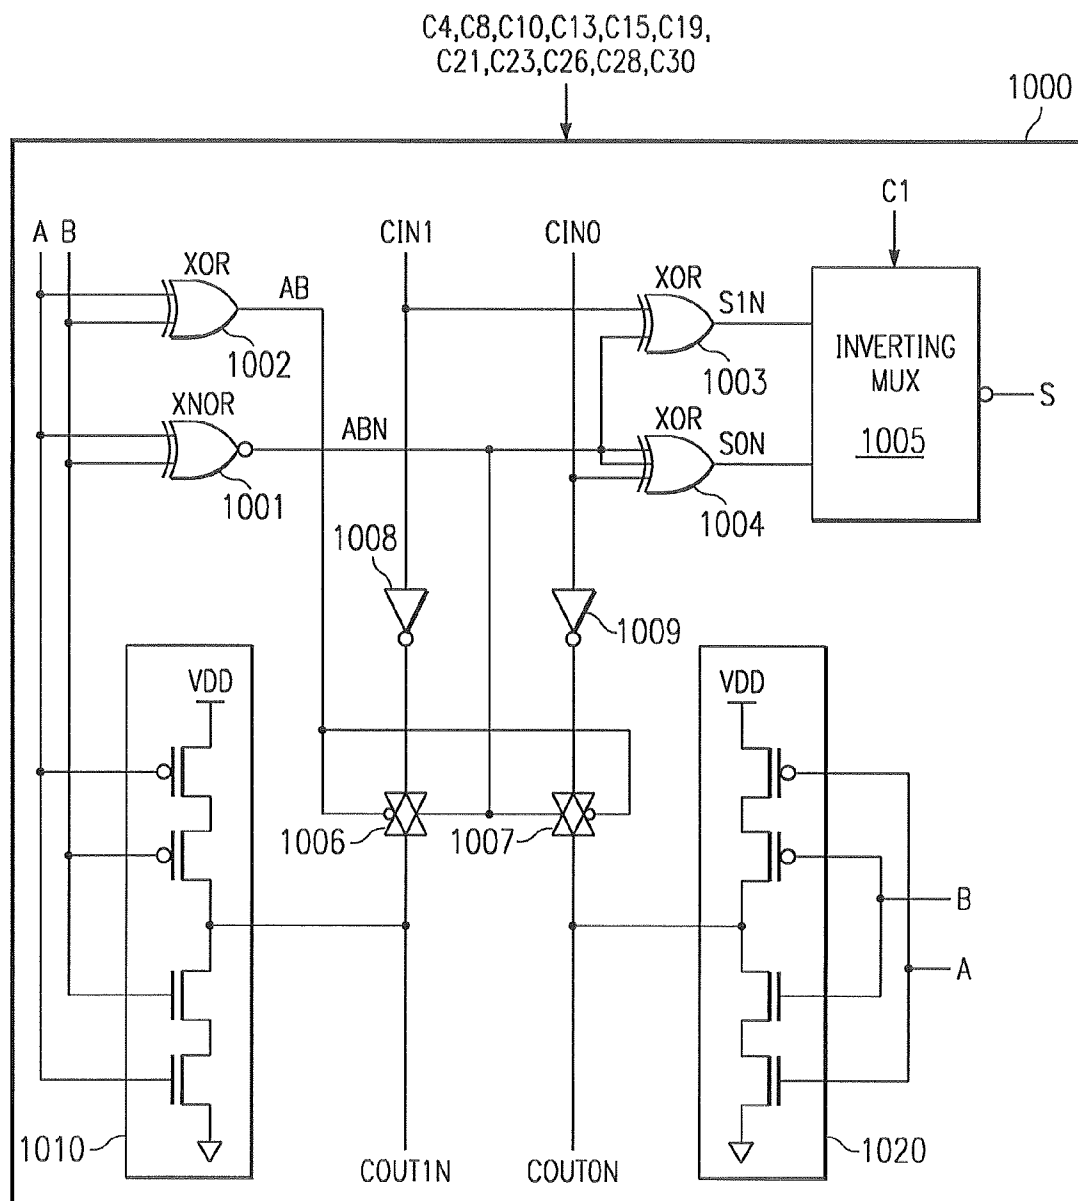 C4,C8,C10,C13,C15,C19,
C21,C23,C26,C28,C30
1000
A B CIN1 CIN0 C1
XOR
AB
1002
XOR
S1N
1003
INVERTING
MUX
1005
S
XNOR
ABN
1001
XOR
S0N
1004
1008
1009
VDD
VDD
1006
1007
B
A
1010
1020
COUT1N
COUT0N